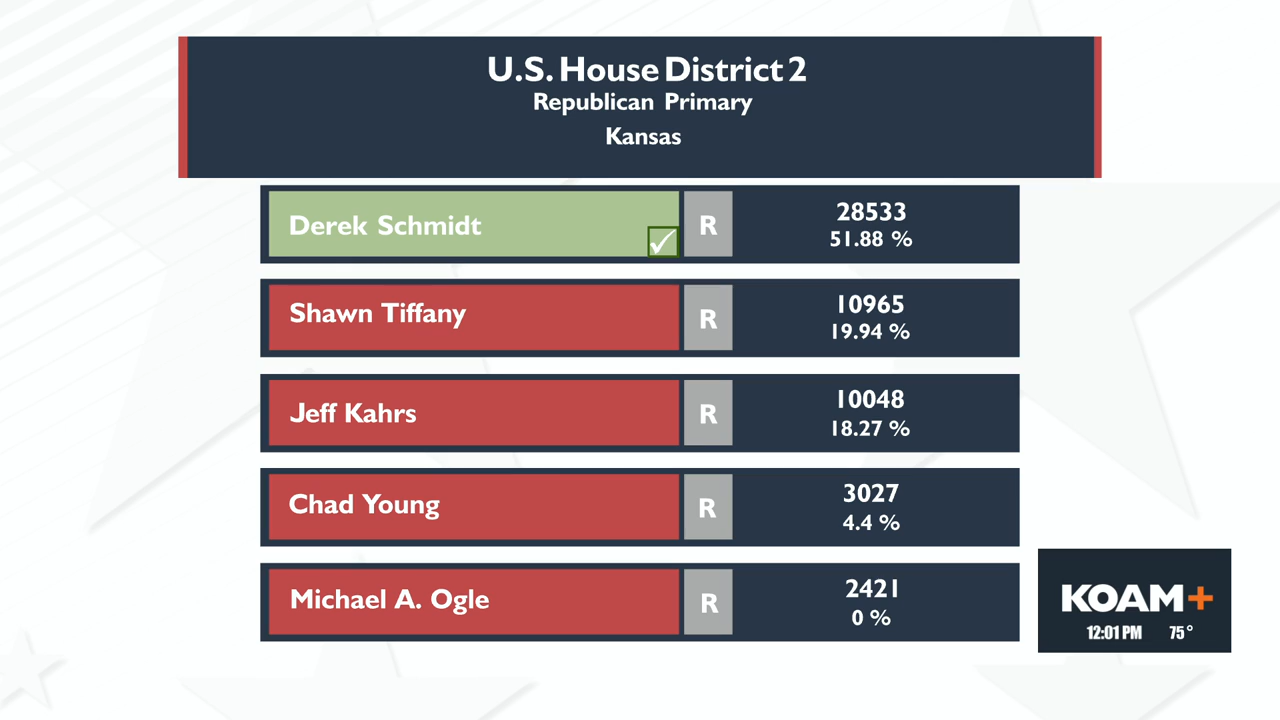 U.S. House District 2
Republican Primary
Kansas
Derek Schmidt
R
28533
51.88 %
Shawn Tiffany
R
10965
19.94 %
Jeff Kahrs
R
10048
18.27 %
Chad Young
R
3027
4.4 %
Michael A. Ogle
R
2421
0 %
KOAM+
12:01 PM 75°